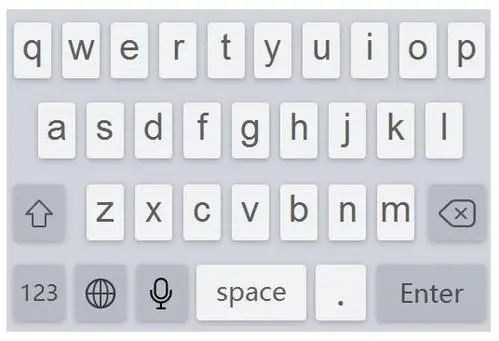 q w e r t y u i o p
a s d f g h j k l
z x c v b n m
123 space . Enter